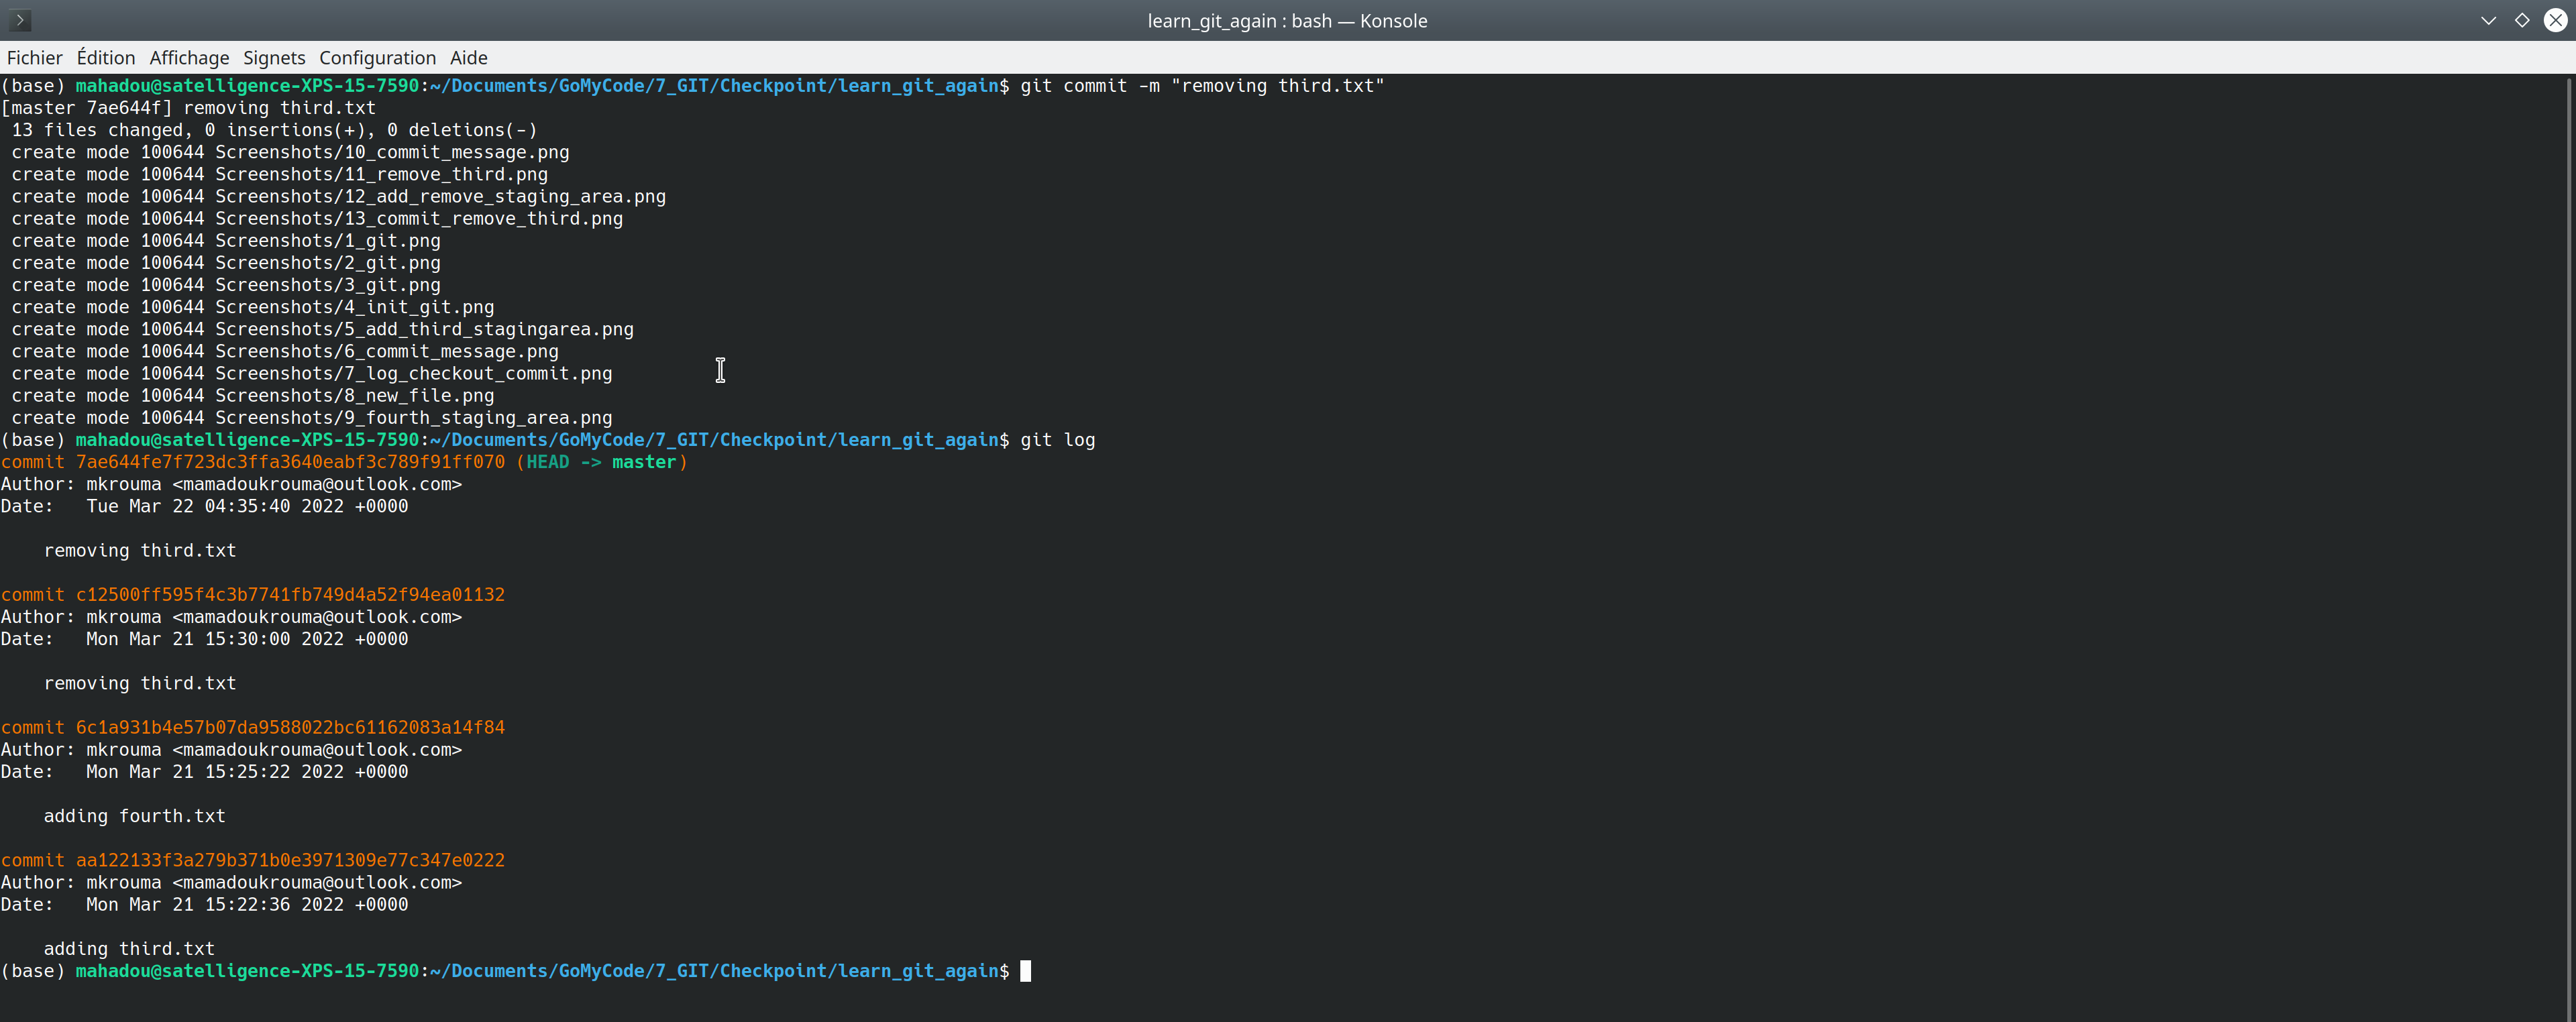 learn_git_again : bash — Konsole
Fichier Édition Affichage Signets Configuration Aide
(base) mahadou@satelligence-XPS-15-7590:~/Documents/GoMyCode/7_GIT/Checkpoint/learn_git_again$ git commit -m "removing third.txt"
[master 7ae644f] removing third.txt
 13 files changed, 0 insertions(+), 0 deletions(-)
 create mode 100644 Screenshots/10_commit_message.png
 create mode 100644 Screenshots/11_remove_third.png
 create mode 100644 Screenshots/12_add_remove_staging_area.png
 create mode 100644 Screenshots/13_commit_remove_third.png
 create mode 100644 Screenshots/1_git.png
 create mode 100644 Screenshots/2_git.png
 create mode 100644 Screenshots/3_git.png
 create mode 100644 Screenshots/4_init_git.png
 create mode 100644 Screenshots/5_add_third_stagingarea.png
 create mode 100644 Screenshots/6_commit_message.png
 create mode 100644 Screenshots/7_log_checkout_commit.png
 create mode 100644 Screenshots/8_new_file.png
 create mode 100644 Screenshots/9_fourth_staging_area.png
(base) mahadou@satelligence-XPS-15-7590:~/Documents/GoMyCode/7_GIT/Checkpoint/learn_git_again$ git log
commit 7ae644fe7f723dc3ffa3640eabf3c789f91ff070 (HEAD -> master)
Author: mkrouma <mamadoukrouma@outlook.com>
Date:   Tue Mar 22 04:35:40 2022 +0000

    removing third.txt

commit c12500ff595f4c3b7741fb749d4a52f94ea01132
Author: mkrouma <mamadoukrouma@outlook.com>
Date:   Mon Mar 21 15:30:00 2022 +0000

    removing third.txt

commit 6c1a931b4e57b07da9588022bc61162083a14f84
Author: mkrouma <mamadoukrouma@outlook.com>
Date:   Mon Mar 21 15:25:22 2022 +0000

    adding fourth.txt

commit aa122133f3a279b371b0e3971309e77c347e0222
Author: mkrouma <mamadoukrouma@outlook.com>
Date:   Mon Mar 21 15:22:36 2022 +0000

    adding third.txt
(base) mahadou@satelligence-XPS-15-7590:~/Documents/GoMyCode/7_GIT/Checkpoint/learn_git_again$